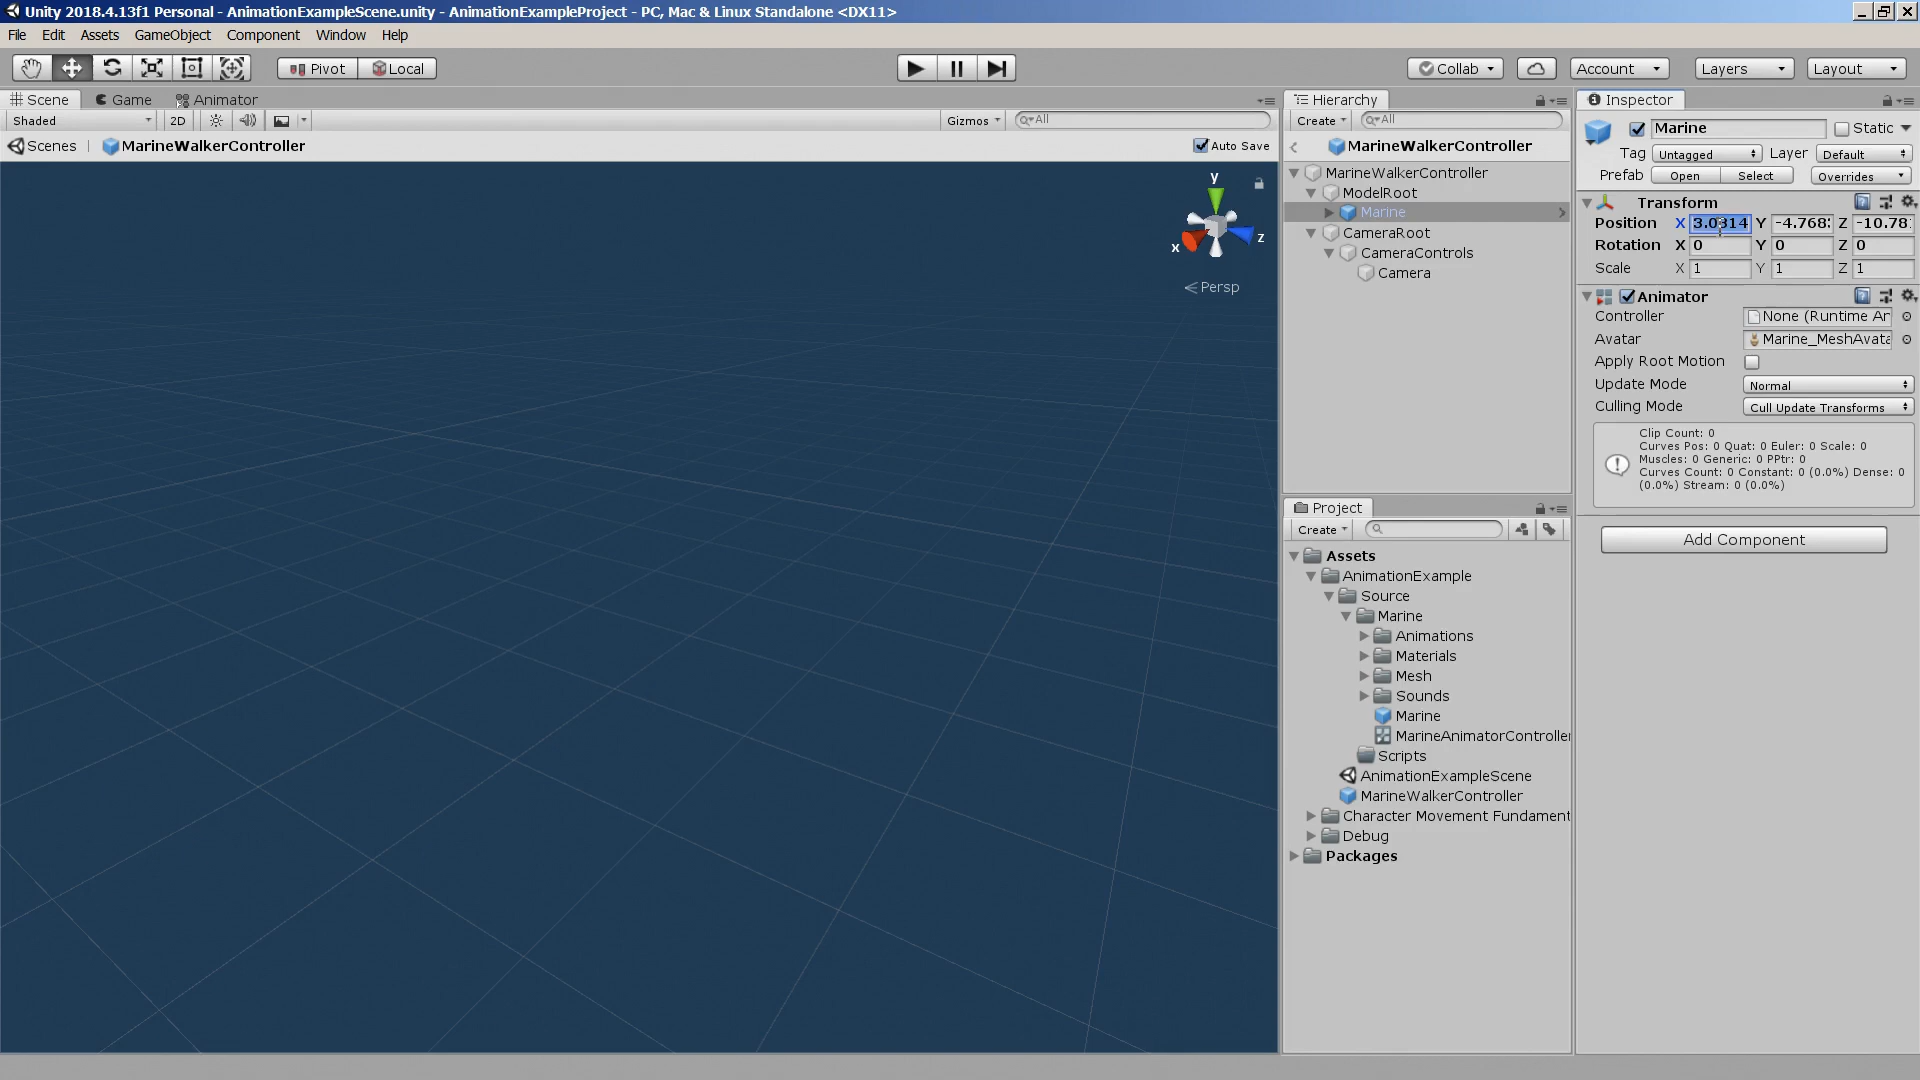 Unity 2018.4.13f1 Personal - AnimationExampleScene.unity - AnimationExampleProject - PC, Mac & Linux Standalone <DX11>
File Edit Assets GameObject Component Window Help
Pivot Local Collab Account Layers Layout
Scene Game Animator
Shaded 2D Gizmos All
Scenes MarineWalkerController Auto Save
y
x
z
Persp
Hierarchy
Create All
MarineWalkerController
MarineWalkerController
ModelRoot
Marine
CameraRoot
CameraControls
Camera
Project
Create
Assets
AnimationExample
Source
Marine
Animations
Materials
Mesh
Sounds
Marine
MarineAnimatorController
Scripts
AnimationExampleScene
MarineWalkerController
Character Movement Fundament
Debug
Packages
Inspector
Marine Static
Tag Untagged Layer Default
Prefab Open Select Overrides
Transform
Position X 3.0314 Y -4.768 Z -10.78
Rotation X 0 Y 0 Z 0
Scale X 1 Y 1 Z 1
Animator
Controller None (Runtime Ar
Avatar Marine_MeshAvata
Apply Root Motion
Update Mode Normal
Culling Mode Cull Update Transforms
Clip Count: 0
Curves Pos: 0 Quat: 0 Euler: 0 Scale: 0
Muscles: 0 Generic: 0 PPtr: 0
Curves Count: 0 Constant: 0 (0.0%) Dense: 0
(0.0%) Stream: 0 (0.0%)
Add Component